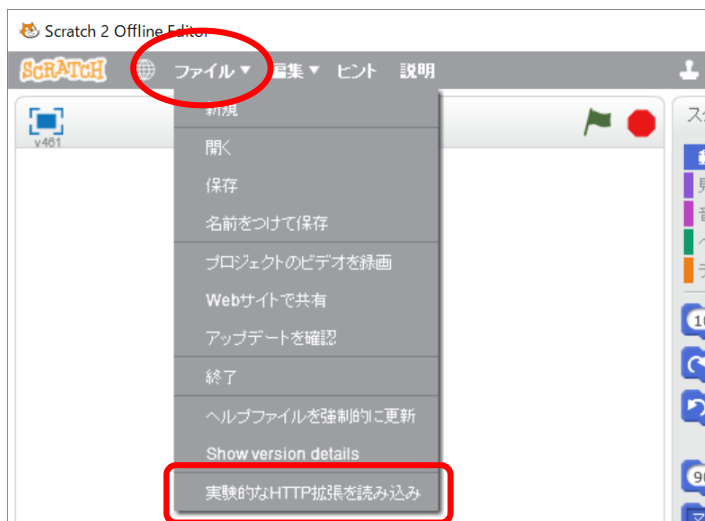 Scratch 2 Offline Editor
SCRATCH ファイル▼ 編集▼ ヒント 説明
v461
新規
開く
保存
名前をつけて保存
プロジェクトのビデオを録画
Webサイトで共有
アップデートを確認
終了
ヘルプファイルを強制的に更新
Show version details
実験的なHTTP拡張を読み込み